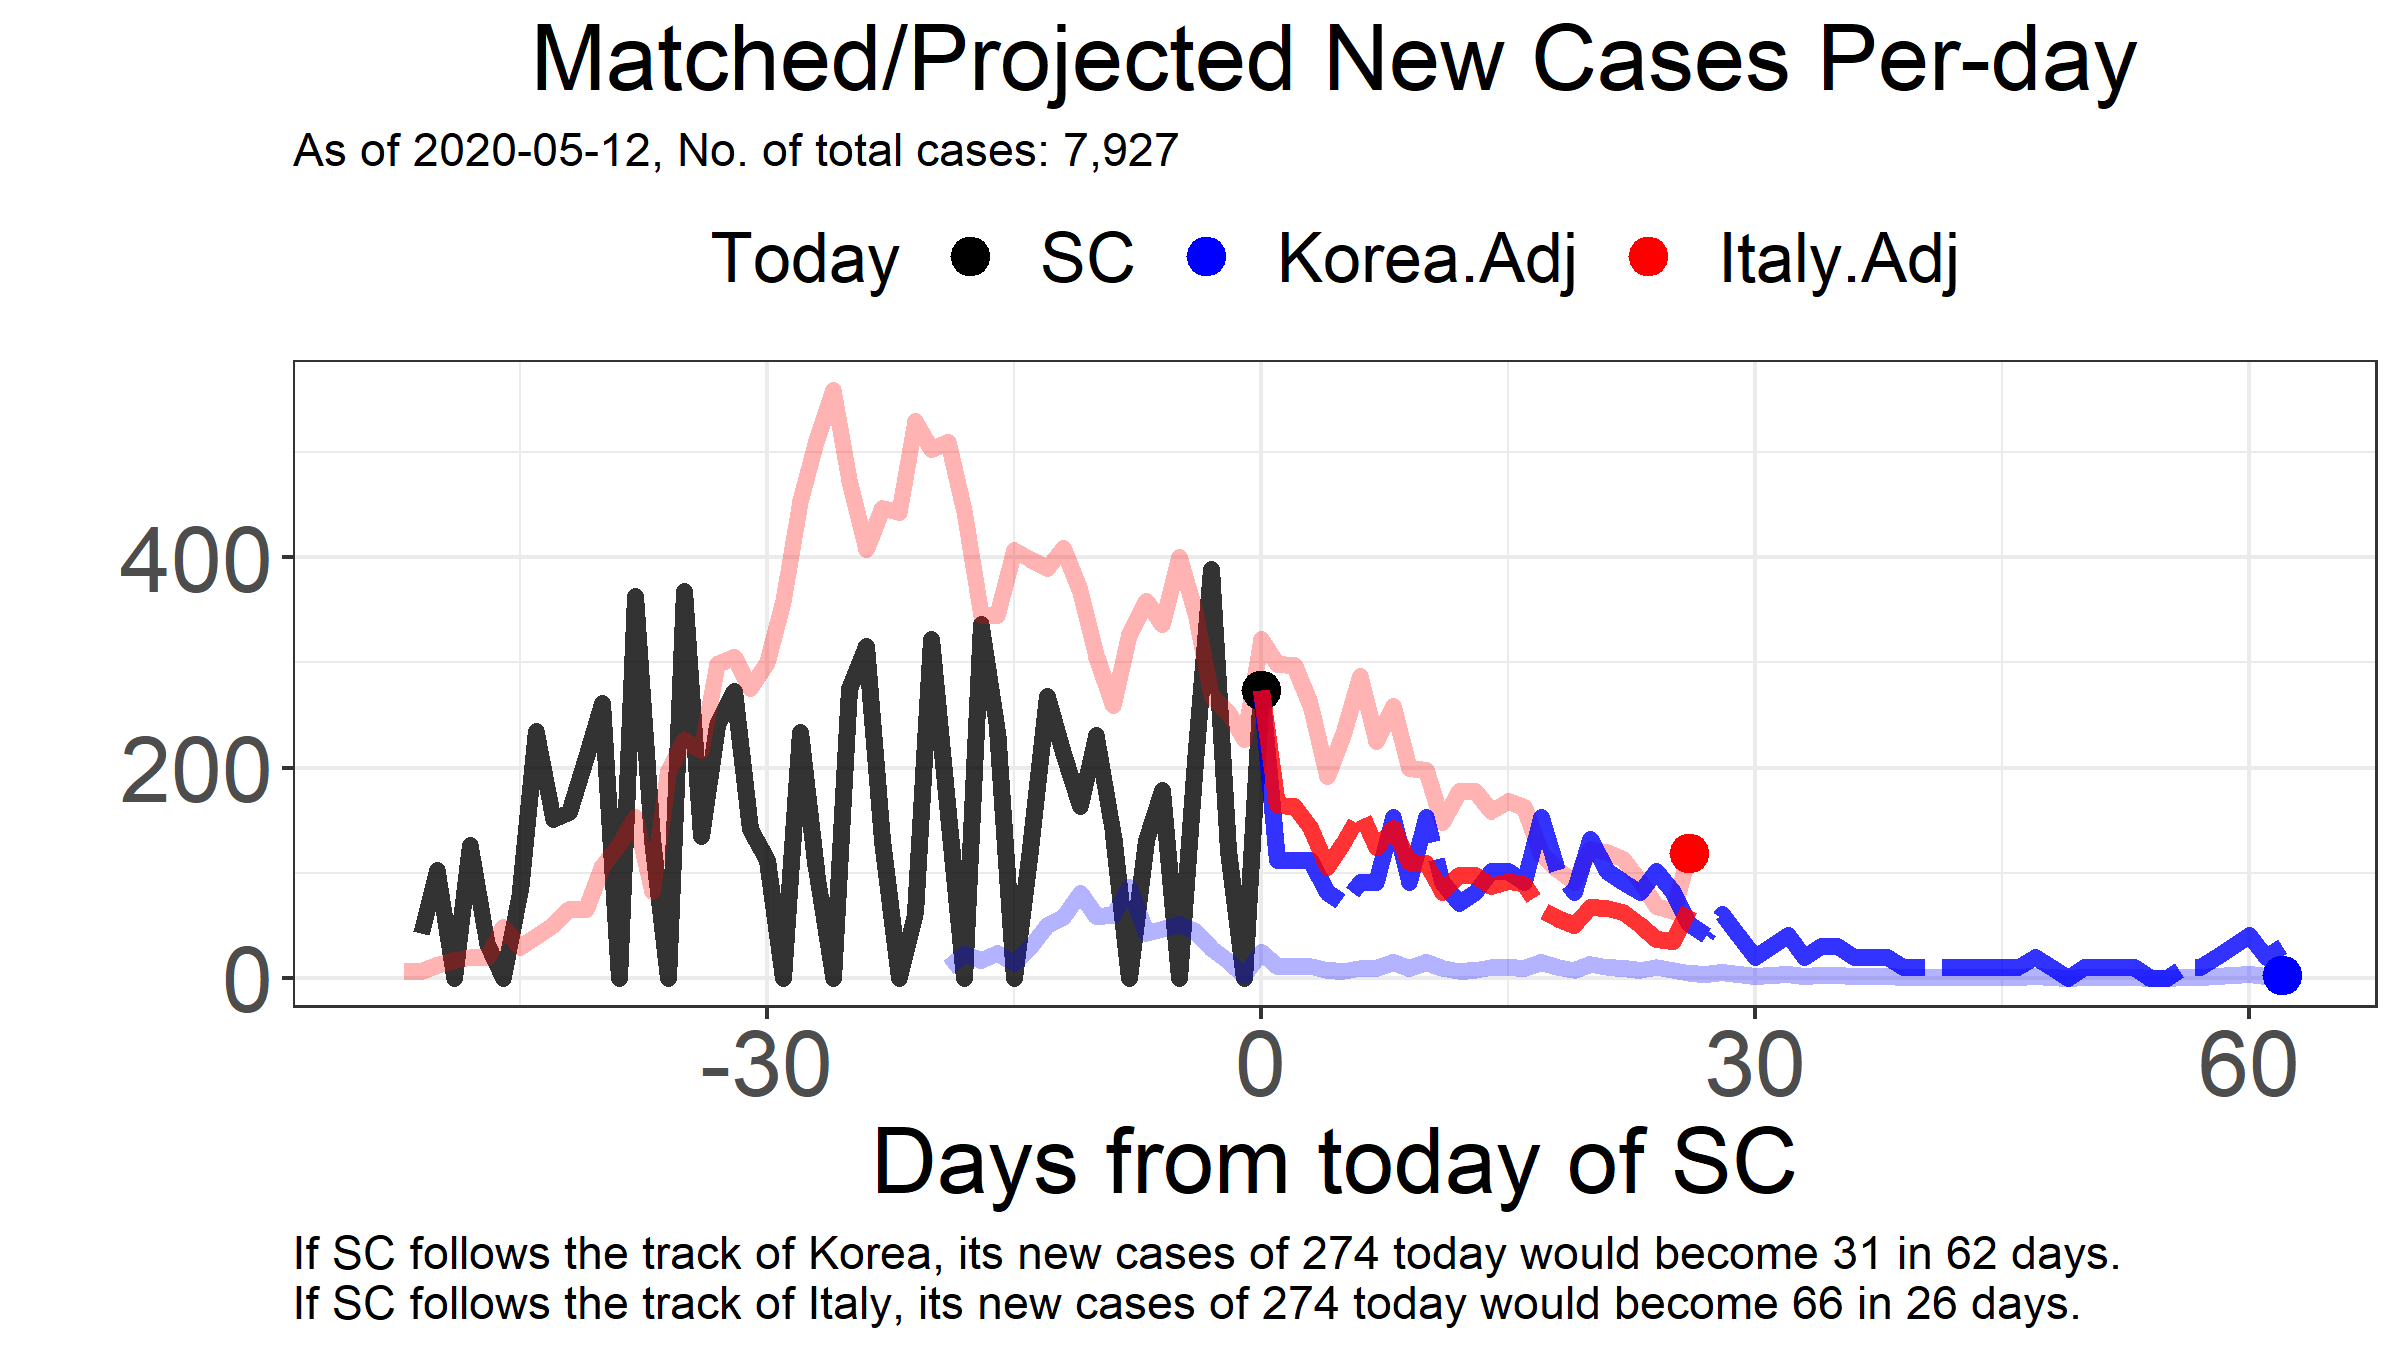 Matched/Projected New Cases Per-day
As of 2020-05-12, No. of total cases: 7,927
Today SC Korea.Adj Italy.Adj
400
200
0
-30 0 30 60
Days from today of SC
If SC follows the track of Korea, its new cases of 274 today would become 31 in 62 days.
If SC follows the track of Italy, its new cases of 274 today would become 66 in 26 days.